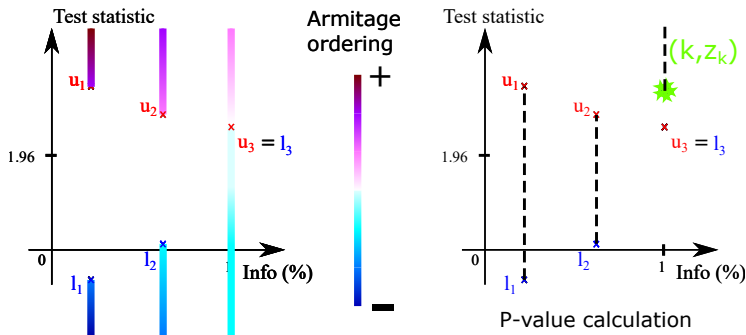 Test statistic
u1
u2
u3 = l3
1.96
0
l1
l2
1
Info (%)
Armitage
ordering
+
−
Test statistic
(k,zk)
u1
u2
u3 = l3
1.96
0
l1
l2
1
Info (%)
P-value calculation